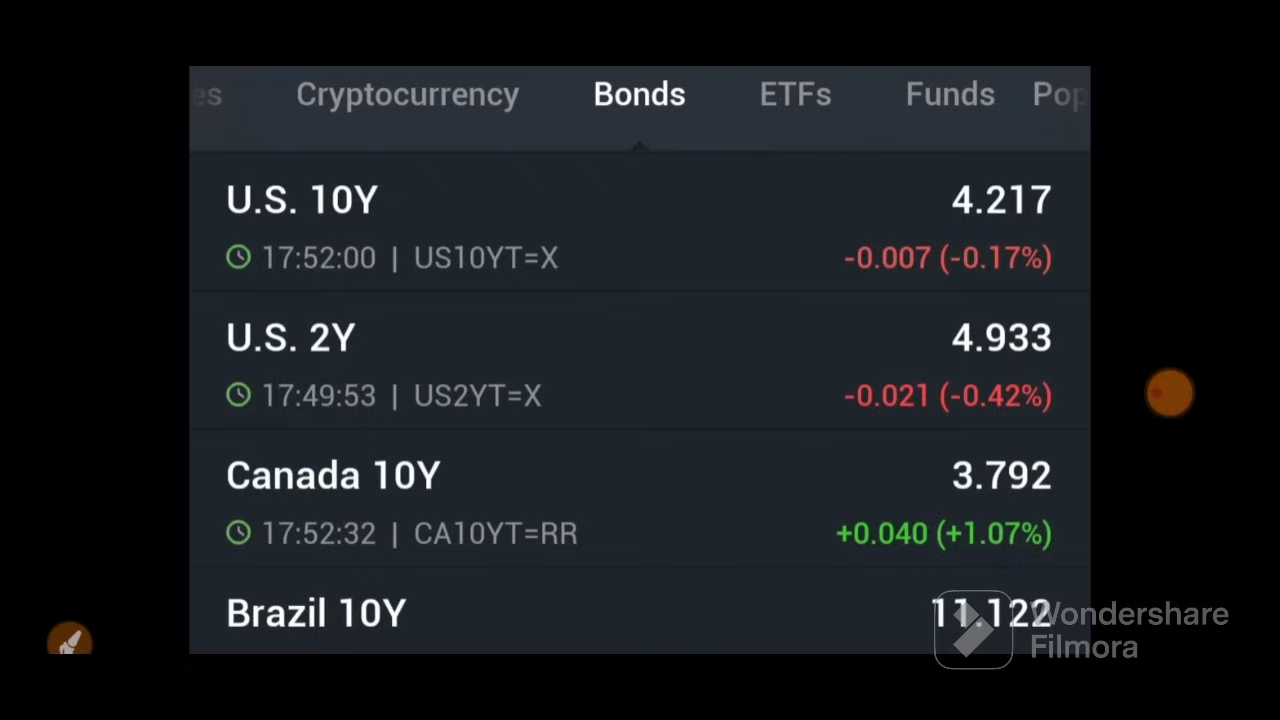 es Cryptocurrency Bonds ETFs Funds Pop
U.S. 10Y 4.217
17:52:00 | US10YT=X -0.007 (-0.17%)
U.S. 2Y 4.933
17:49:53 | US2YT=X -0.021 (-0.42%)
Canada 10Y 3.792
17:52:32 | CA10YT=RR +0.040 (+1.07%)
Brazil 10Y 11.122
Wondershare
Filmora